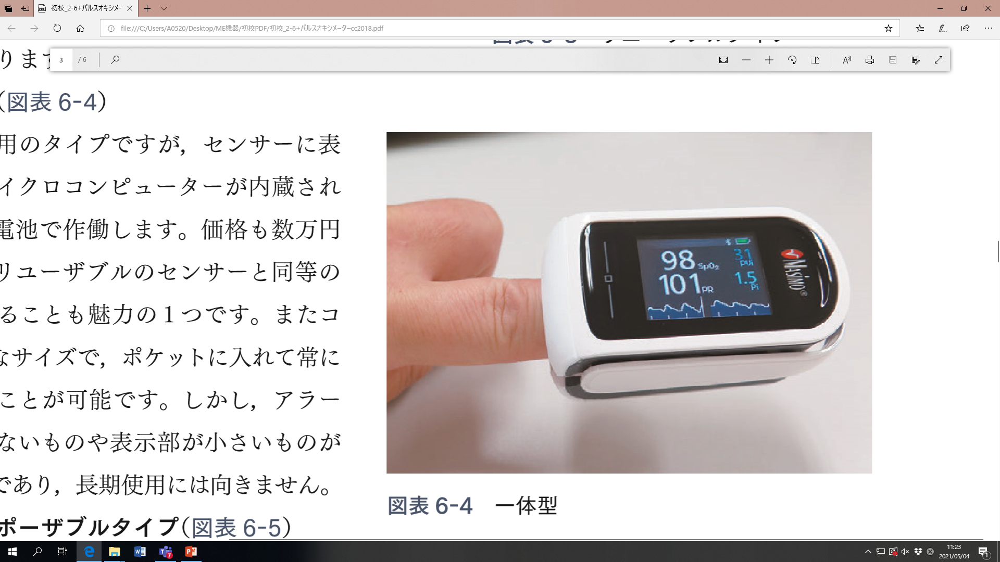 初校_2-6+パルスオキシメｰ
file:///C:/Users/A0520/Desktop/ME機器/初校PDF/初校_2-6+パルスオキシメｰターcc2018.pdf
3 / 6
ります
（図表 6-4）
用のタイプですが，センサーに表
イクロコンピューターが内蔵され
電池で作働します。価格も数万円
リユーザブルのセンサーと同等の
ることも魅力の１つです。またコ
なサイズで，ポケットに入れて常に
ことが可能です。しかし，アラー
ないものや表示部が小さいものが
であり，長期使用には向きません。
ポーザブルタイプ（図表 6-5）
98 SpO₂
31 PVi
101 PR
1.5 Pi
Masimo®
図表 6-4 一体型
7
11:23
2021/05/04
1